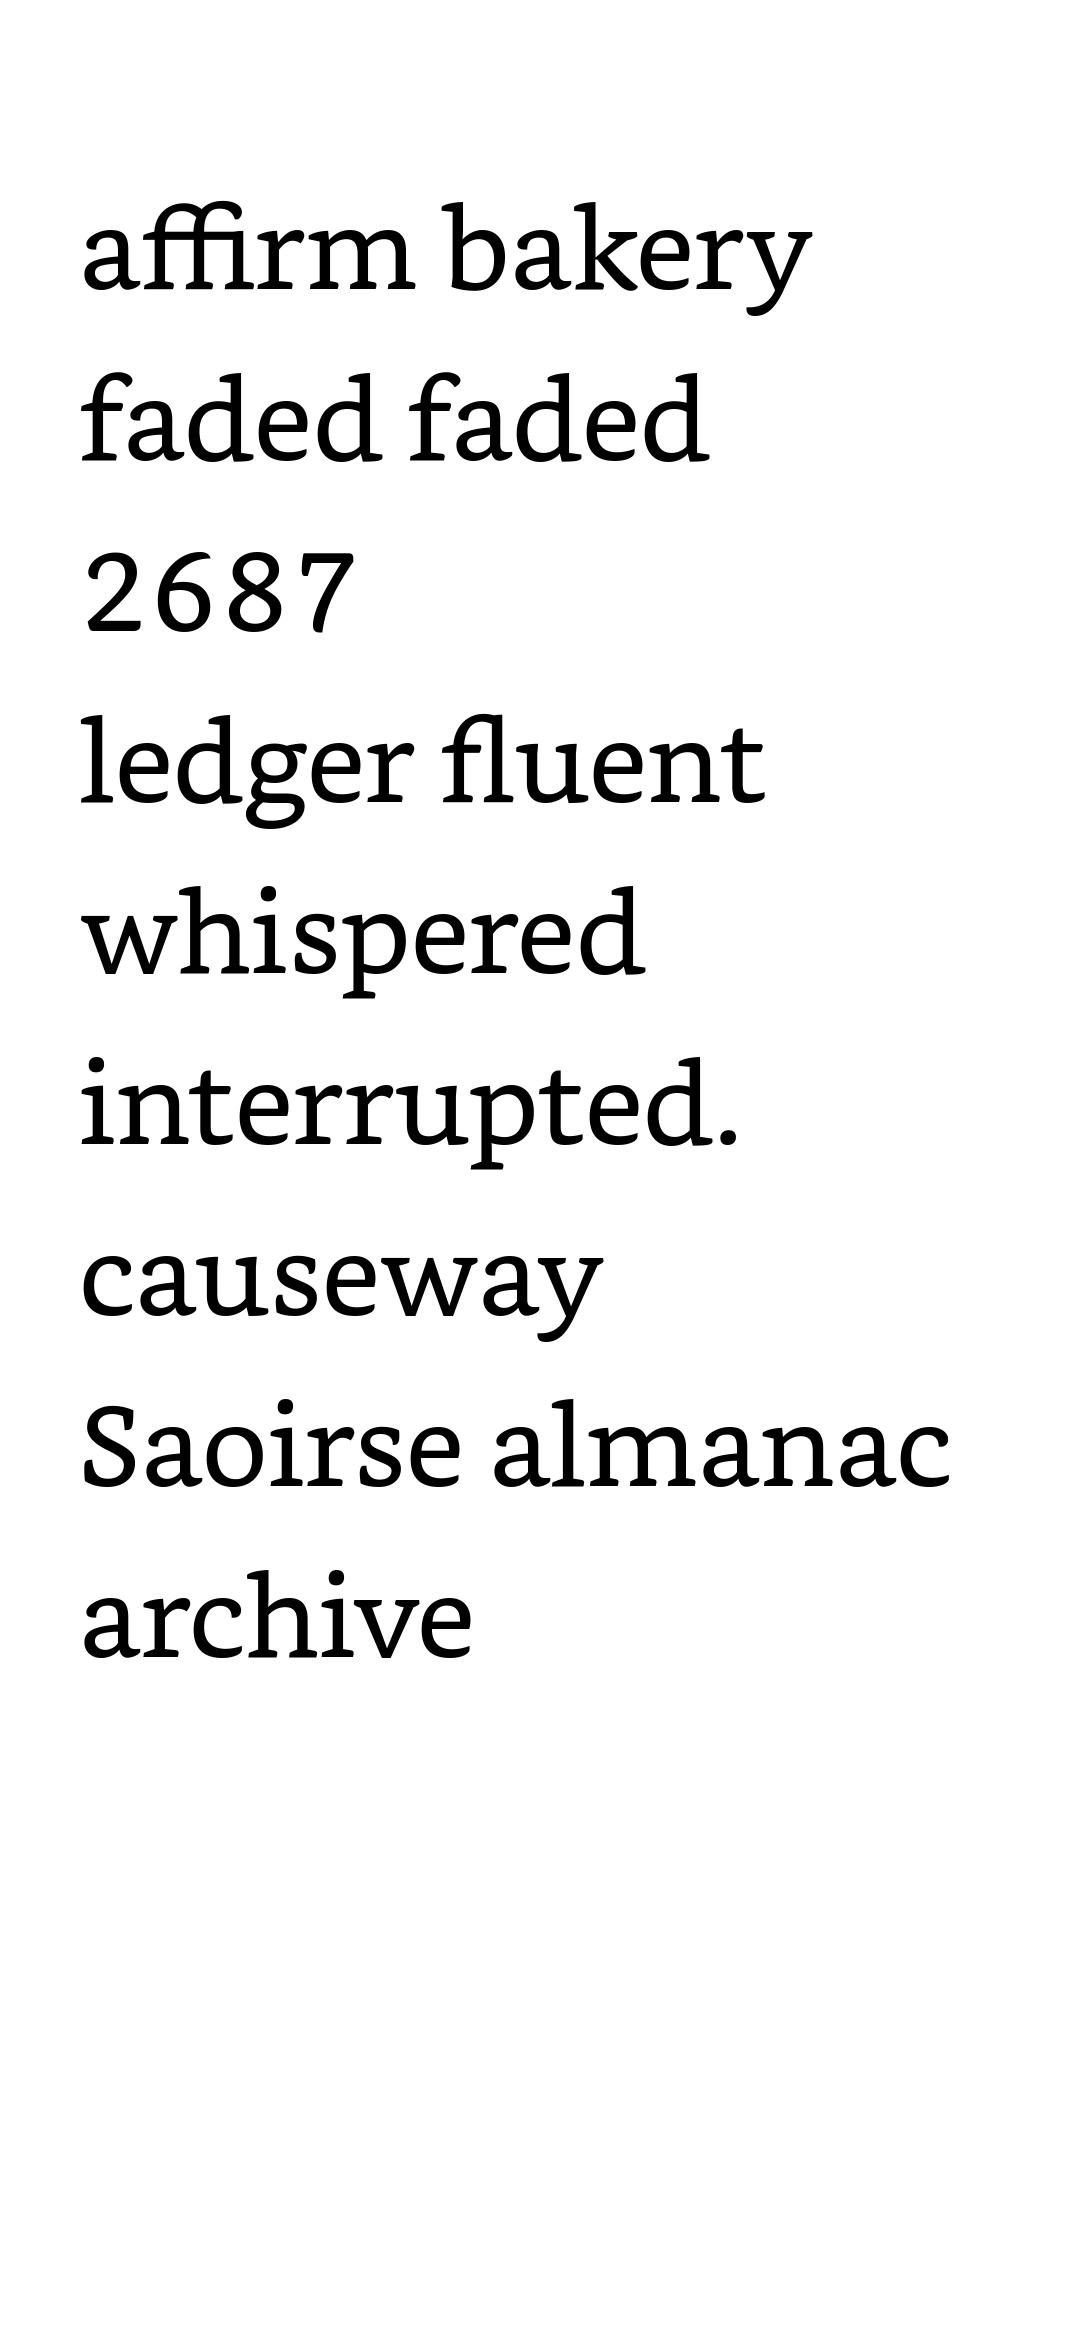 affirm bakery
faded faded
2687
ledger fluent
whispered
interrupted.
causeway
Saoirse almanac
archive